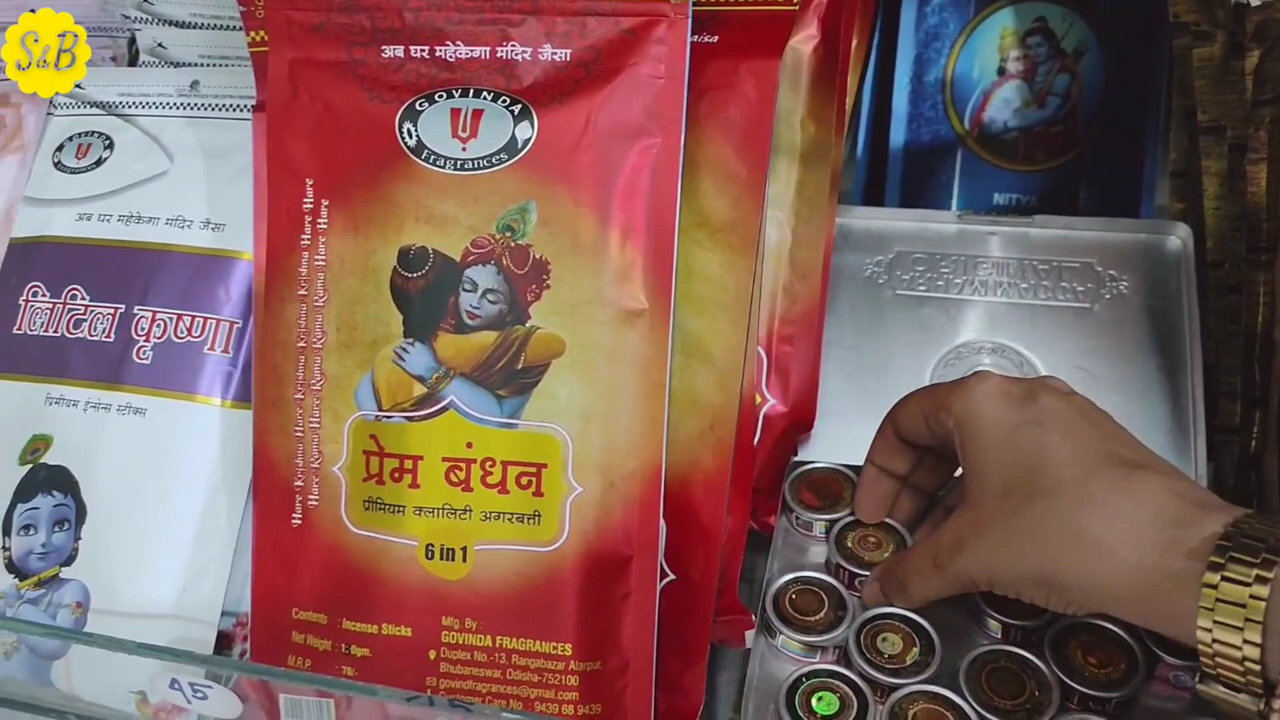 S&B
GOVINDA
Fragrances
अब घर महेकेगा मंदिर जैसा
लिटिल कृष्णा
प्रिमीयम ईन्सेन्स स्टीक्स
45
अब घर महेकेगा मंदिर जैसा
GOVINDA
Fragrances
Hare Krishna Hare Krishna Krishna Krishna Hare Hare
Hare Rama Hare Rama Rama Rama Hare Hare
प्रेम बंधन
प्रीमियम क्लालिटी अगरबत्ती
6 in 1
Contents : Incense Sticks
Net Weight :
M.R.P. : 70/-
Mfg. By :
GOVINDA FRAGRANCES
Duplex No.-13, Rangabazar Alarpur,
Bhubaneswar, Odisha-752100
govindfragrances@gmail.com
Customer Care No. : 9439 68 9439
NITYA
ORIGINAL